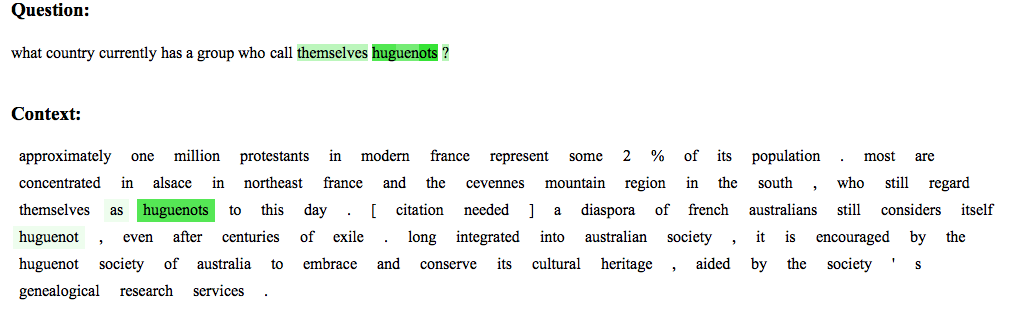 Question:
what country currently has a group who call themselves huguenots ?
Context:
approximately one million protestants in modern france represent some 2 % of its population . most are
concentrated in alsace in northeast france and the cevennes mountain region in the south , who still regard
themselves as huguenots to this day . [ citation needed ] a diaspora of french australians still considers itself
huguenot , even after centuries of exile . long integrated into australian society , it is encouraged by the
huguenot society of australia to embrace and conserve its cultural heritage , aided by the society ' s
genealogical research services .